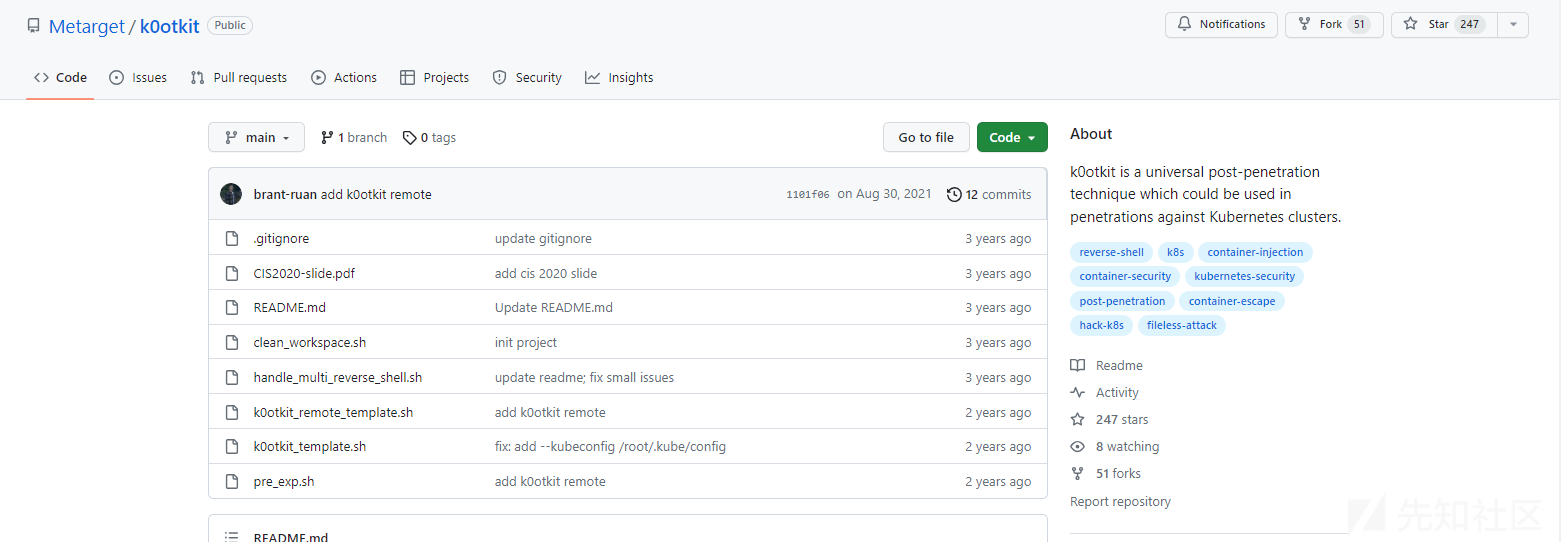 Metarget / k0otkit Public
Notifications Fork 51 Star 247
Code Issues Pull requests Actions Projects Security Insights
main 1 branch 0 tags Go to file Code
brant-ruan add k0otkit remote 1101f06 on Aug 30, 2021 12 commits
.gitignore update gitignore 3 years ago
CIS2020-slide.pdf add cis 2020 slide 3 years ago
README.md Update README.md 3 years ago
clean_workspace.sh init project 3 years ago
handle_multi_reverse_shell.sh update readme; fix small issues 3 years ago
k0otkit_remote_template.sh add k0otkit remote 2 years ago
k0otkit_template.sh fix: add --kubeconfig /root/.kube/config 2 years ago
pre_exp.sh add k0otkit remote 2 years ago
README.md
About
k0otkit is a universal post-penetration
technique which could be used in
penetrations against Kubernetes clusters.
reverse-shell k8s container-injection
container-security kubernetes-security
post-penetration container-escape
hack-k8s fileless-attack
Readme
Activity
247 stars
8 watching
51 forks
Report repository
先知社区